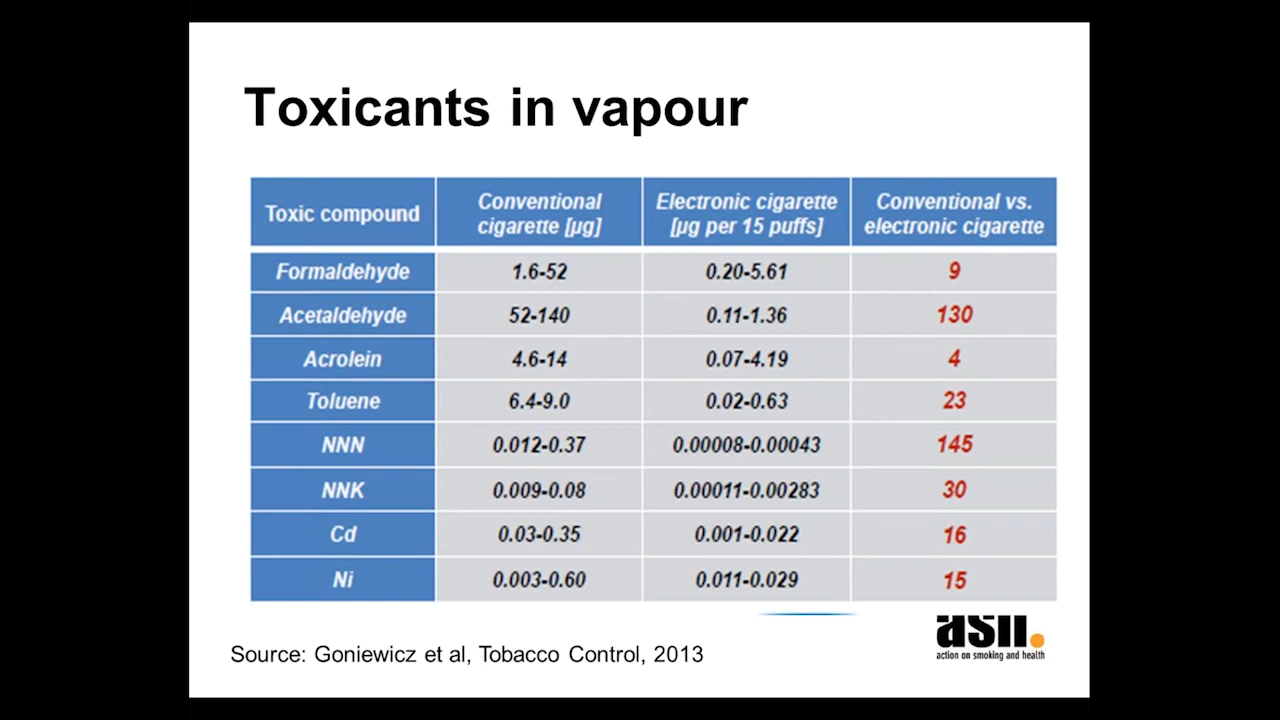 Toxicants in vapour
Toxic compound
Conventional
cigarette [µg]
Electronic cigarette
[µg per 15 puffs]
Conventional vs.
electronic cigarette
Formaldehyde 1.6-52 0.20-5.61 9
Acetaldehyde 52-140 0.11-1.36 130
Acrolein 4.6-14 0.07-4.19 4
Toluene 6.4-9.0 0.02-0.63 23
NNN 0.012-0.37 0.00008-0.00043 145
NNK 0.009-0.08 0.00011-0.00283 30
Cd 0.03-0.35 0.001-0.022 16
Ni 0.003-0.60 0.011-0.029 15
ash.
action on smoking and health
Source: Goniewicz et al, Tobacco Control, 2013